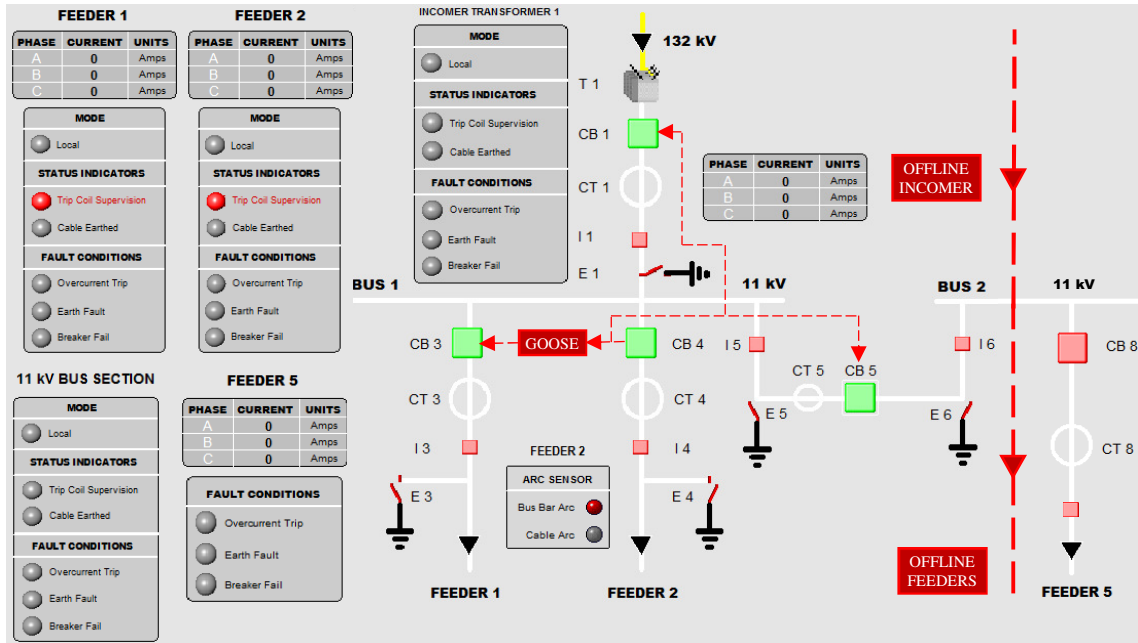 FEEDER 1
PHASE CURRENT UNITS
A 0 Amps
B 0 Amps
C 0 Amps
MODE
Local
STATUS INDICATORS
Trip Coil Supervision
Cable Earthed
FAULT CONDITIONS
Overcurrent Trip
Earth Fault
Breaker Fail
FEEDER 2
PHASE CURRENT UNITS
A 0 Amps
B 0 Amps
C 0 Amps
MODE
Local
STATUS INDICATORS
Trip Coil Supervision
Cable Earthed
FAULT CONDITIONS
Overcurrent Trip
Earth Fault
Breaker Fail
INCOMER TRANSFORMER 1
MODE
Local
STATUS INDICATORS
Trip Coil Supervision
Cable Earthed
FAULT CONDITIONS
Overcurrent Trip
Earth Fault
Breaker Fail
132 kV
T 1
CB 1
CT 1
I 1
E 1
PHASE CURRENT UNITS
A 0 Amps
B 0 Amps
C 0 Amps
OFFLINE
INCOMER
BUS 1
11 kV
BUS 2
11 kV
CB 3
GOOSE
CB 4
I 5
CT 5
CB 5
I 6
CB 8
CT 3
CT 4
E 5
E 6
CT 8
I 3
I 4
E 3
E 4
11 kV BUS SECTION
MODE
Local
STATUS INDICATORS
Trip Coil Supervision
Cable Earthed
FAULT CONDITIONS
Overcurrent Trip
Earth Fault
Breaker Fail
FEEDER 5
PHASE CURRENT UNITS
A 0 Amps
B 0 Amps
C 0 Amps
FAULT CONDITIONS
Overcurrent Trip
Earth Fault
Breaker Fail
FEEDER 2
ARC SENSOR
Bus Bar Arc
Cable Arc
FEEDER 1
FEEDER 2
OFFLINE
FEEDERS
FEEDER 5